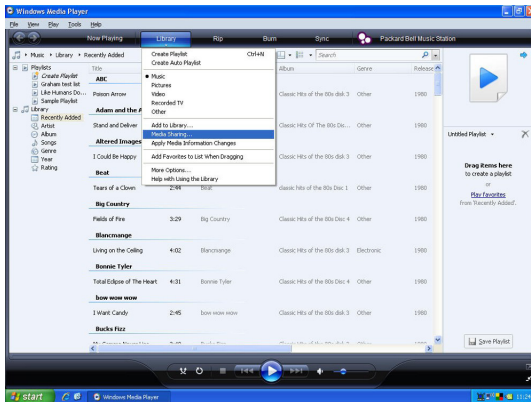 Windows Media Player
File View Play Tools Help
Now Playing Library Rip Burn Sync Packard Bell Music Station
Music Library Recently Added
Search
Create Playlist Ctrl+N
Create Auto Playlist
Music
Pictures
Video
Recorded TV
Other
Add to Library...
Media Sharing...
Apply Media Information Changes
Add Favorites to List When Dragging
More Options...
Help with Using the Library
Playlists
Create Playlist
Graham test list
Like Humans Do...
Sample Playlist
Library
Recently Added
Artist
Album
Songs
Genre
Year
Rating
Title Album Genre Release
ABC
Poison Arrow Classic Hits of the 80s disk 3 Other 1980
Adam and the A
Stand and Deliver Classic Hits Of The 80s Dis... Other 1980
Altered Images
I Could Be Happy Classic Hits of the 80s disk 3 Other 1980
Beat
Tears of a Clown 2:44 Beat classic hits of the 80s Disc 1 Other 1980
Big Country
Fields of Fire 3:29 Big Country Classic Hits of the 80s Disc 4 Other 1980
Blancmange
Living on the Ceiling 4:02 Blancmange Classic Hits of the 80s disk 3 Electronic 1980
Bonnie Tyler
Total Eclipse of The Heart 4:31 Bonnie Tyler Classic Hits of the 80s Disc 4 Other 1980
bow wow wow
I Want Candy 2:45 bow wow wow Classic Hits of the 80s disk 3 Other 1980
Bucks Fizz
Untitled Playlist
Drag items here
to create a playlist
or
Play favorites
from 'Recently Added'.
Save Playlist
start Windows Media Player